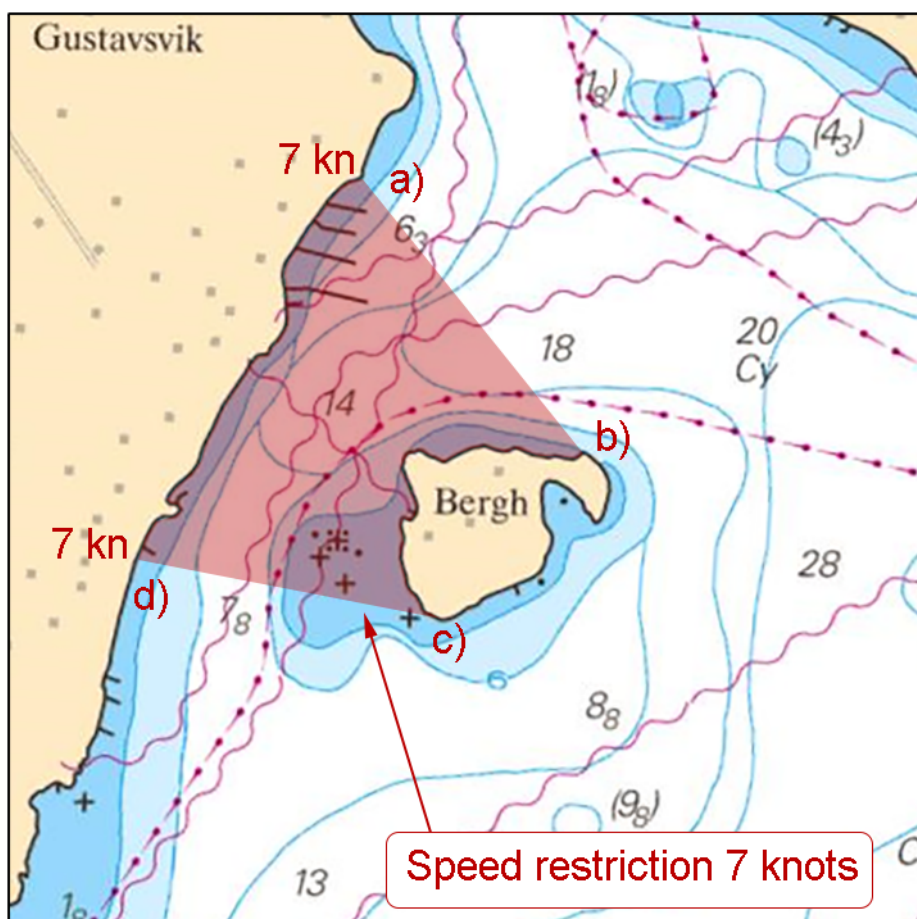 Gustavsvik
(1₈)
(4₃)
7 kn
a)
6₃
18
20
Cy
14
b)
Bergh
7 kn
28
d)
7₈
c)
6
8₈
(9₈)
Speed restriction 7 knots
13
C
1₈